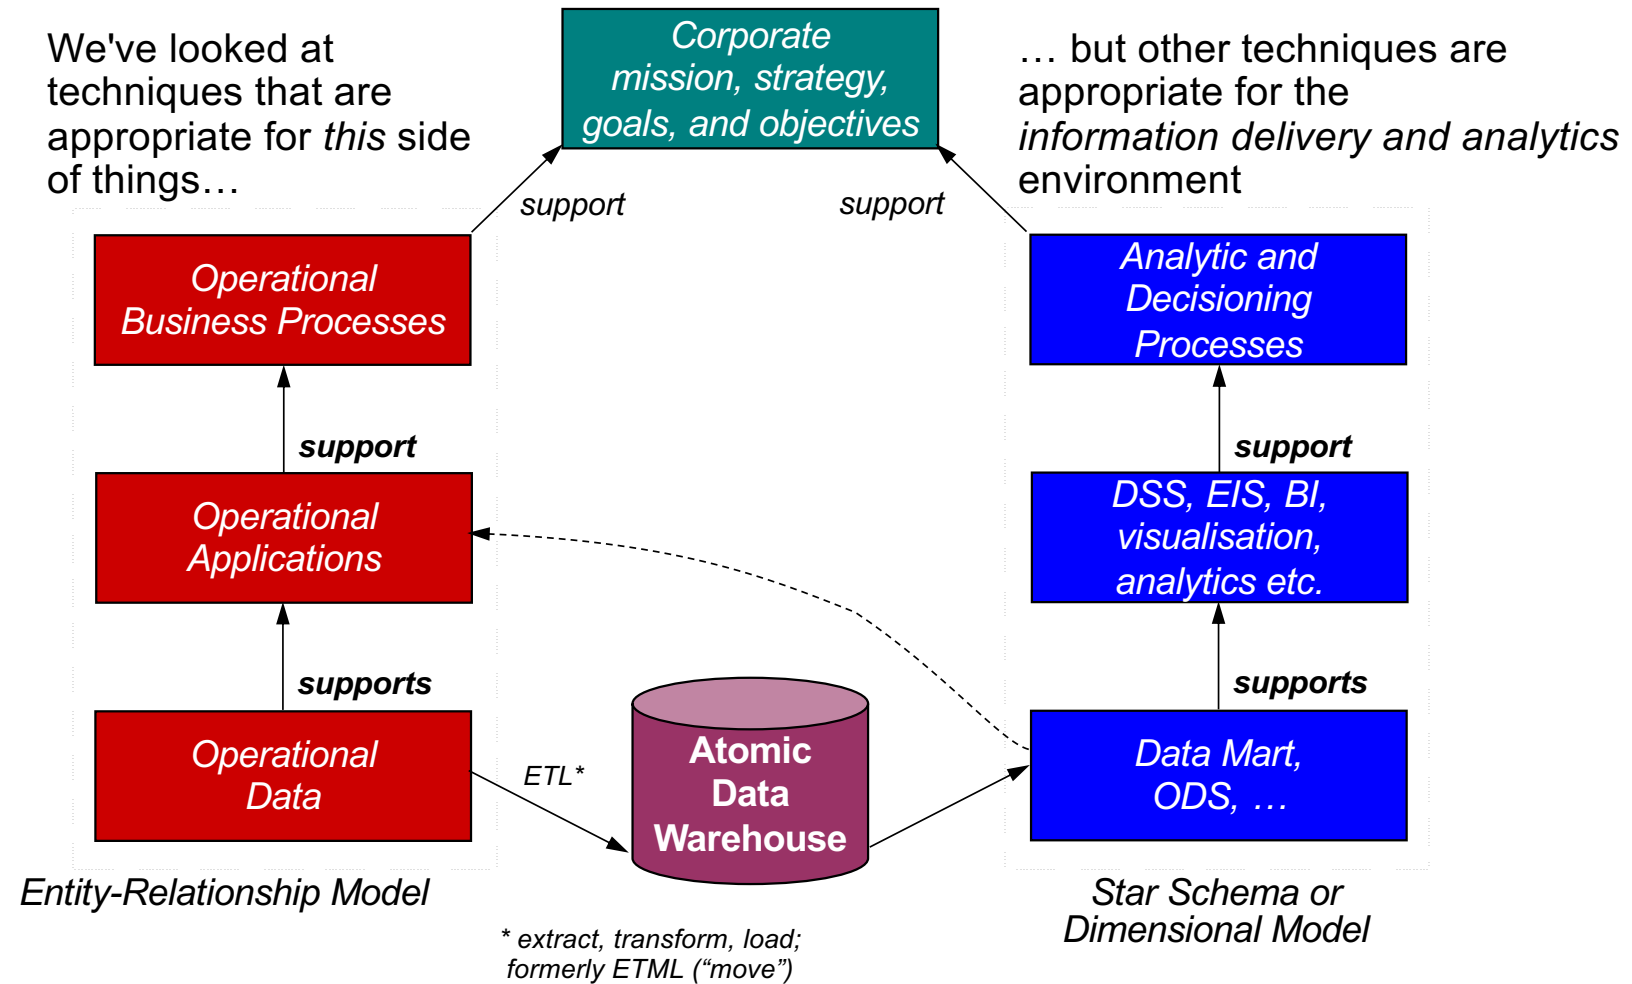 We've looked at
techniques that are
appropriate for this side
of things…
Corporate
mission, strategy,
goals, and objectives
… but other techniques are
appropriate for the
information delivery and analytics
environment
support
support
Operational
Business Processes
Analytic and
Decisioning
Processes
support
support
Operational
Applications
DSS, EIS, BI,
visualisation,
analytics etc.
supports
supports
Operational
Data
ETL*
Atomic
Data
Warehouse
Data Mart,
ODS, …
Entity-Relationship Model
Star Schema or
Dimensional Model
* extract, transform, load;
formerly ETML (“move”)